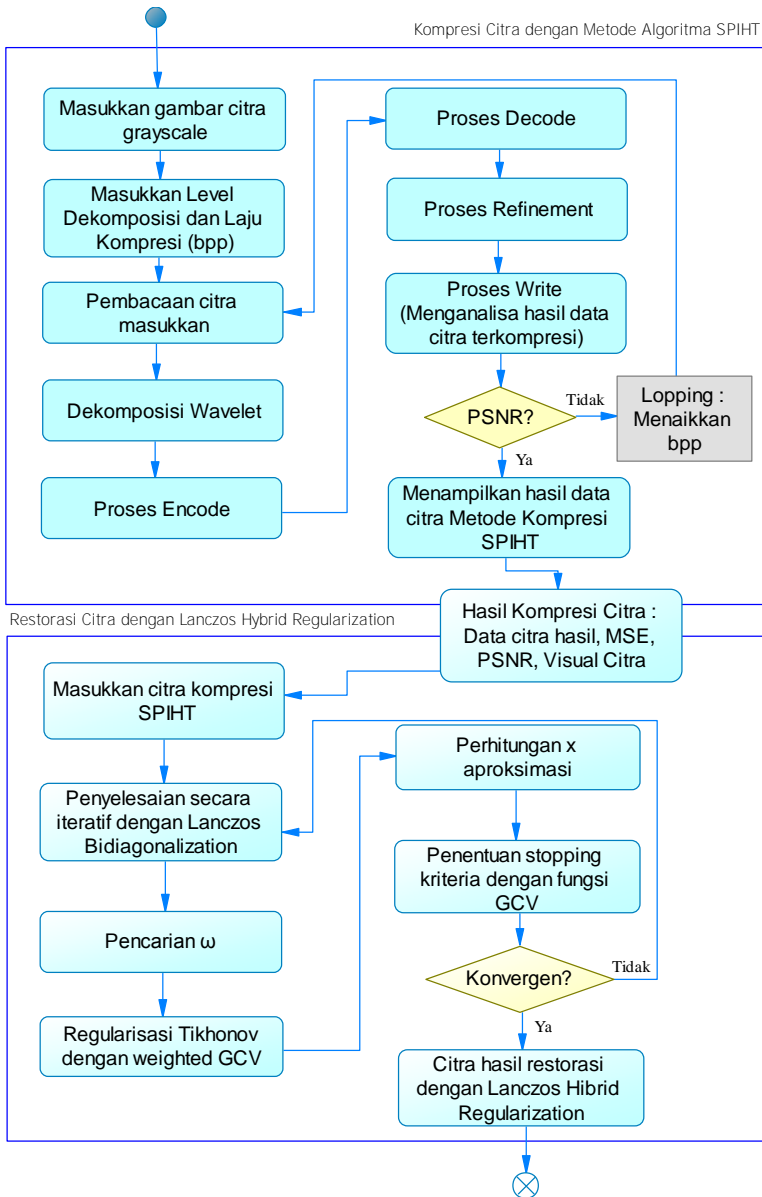 Kompresi Citra dengan Metode Algoritma SPIHT
Masukkan gambar citra
grayscale
Masukkan Level
Dekomposisi dan Laju
Kompresi (bpp)
Pembacaan citra
masukkan
Dekomposisi Wavelet
Proses Encode
Proses Decode
Proses Refinement
Proses Write
(Menganalisa hasil data
citra terkompresi)
PSNR?
Tidak
Lopping :
Menaikkan
bpp
Ya
Menampilkan hasil data
citra Metode Kompresi
SPIHT
Hasil Kompresi Citra :
Data citra hasil, MSE,
PSNR, Visual Citra
Restorasi Citra dengan Lanczos Hybrid Regularization
Masukkan citra kompresi
SPIHT
Penyelesaian secara
iteratif dengan Lanczos
Bidiagonalization
Pencarian ω
Regularisasi Tikhonov
dengan weighted GCV
Perhitungan x
aproksimasi
Penentuan stopping
kriteria dengan fungsi
GCV
Konvergen?
Tidak
Ya
Citra hasil restorasi
dengan Lanczos Hibrid
Regularization